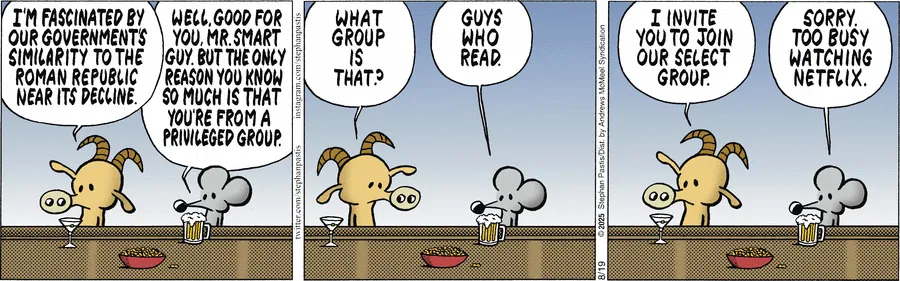 I'M FASCINATED BY
OUR GOVERNMENT'S
SIMILARITY TO THE
ROMAN REPUBLIC
NEAR ITS DECLINE.
WELL, GOOD FOR
YOU, MR. SMART
GUY. BUT THE ONLY
REASON YOU KNOW
SO MUCH IS THAT
YOU'RE FROM A
PRIVILEGED GROUP.
twitter.com/stephanpastis instagram.com/stephanpastis
WHAT
GROUP
IS
THAT?
GUYS
WHO
READ.
8/19 © 2025 Stephan Pastis/Dist. by Andrews McMeel Syndication
I INVITE
YOU TO JOIN
OUR SELECT
GROUP.
SORRY.
TOO BUSY
WATCHING
NETFLIX.